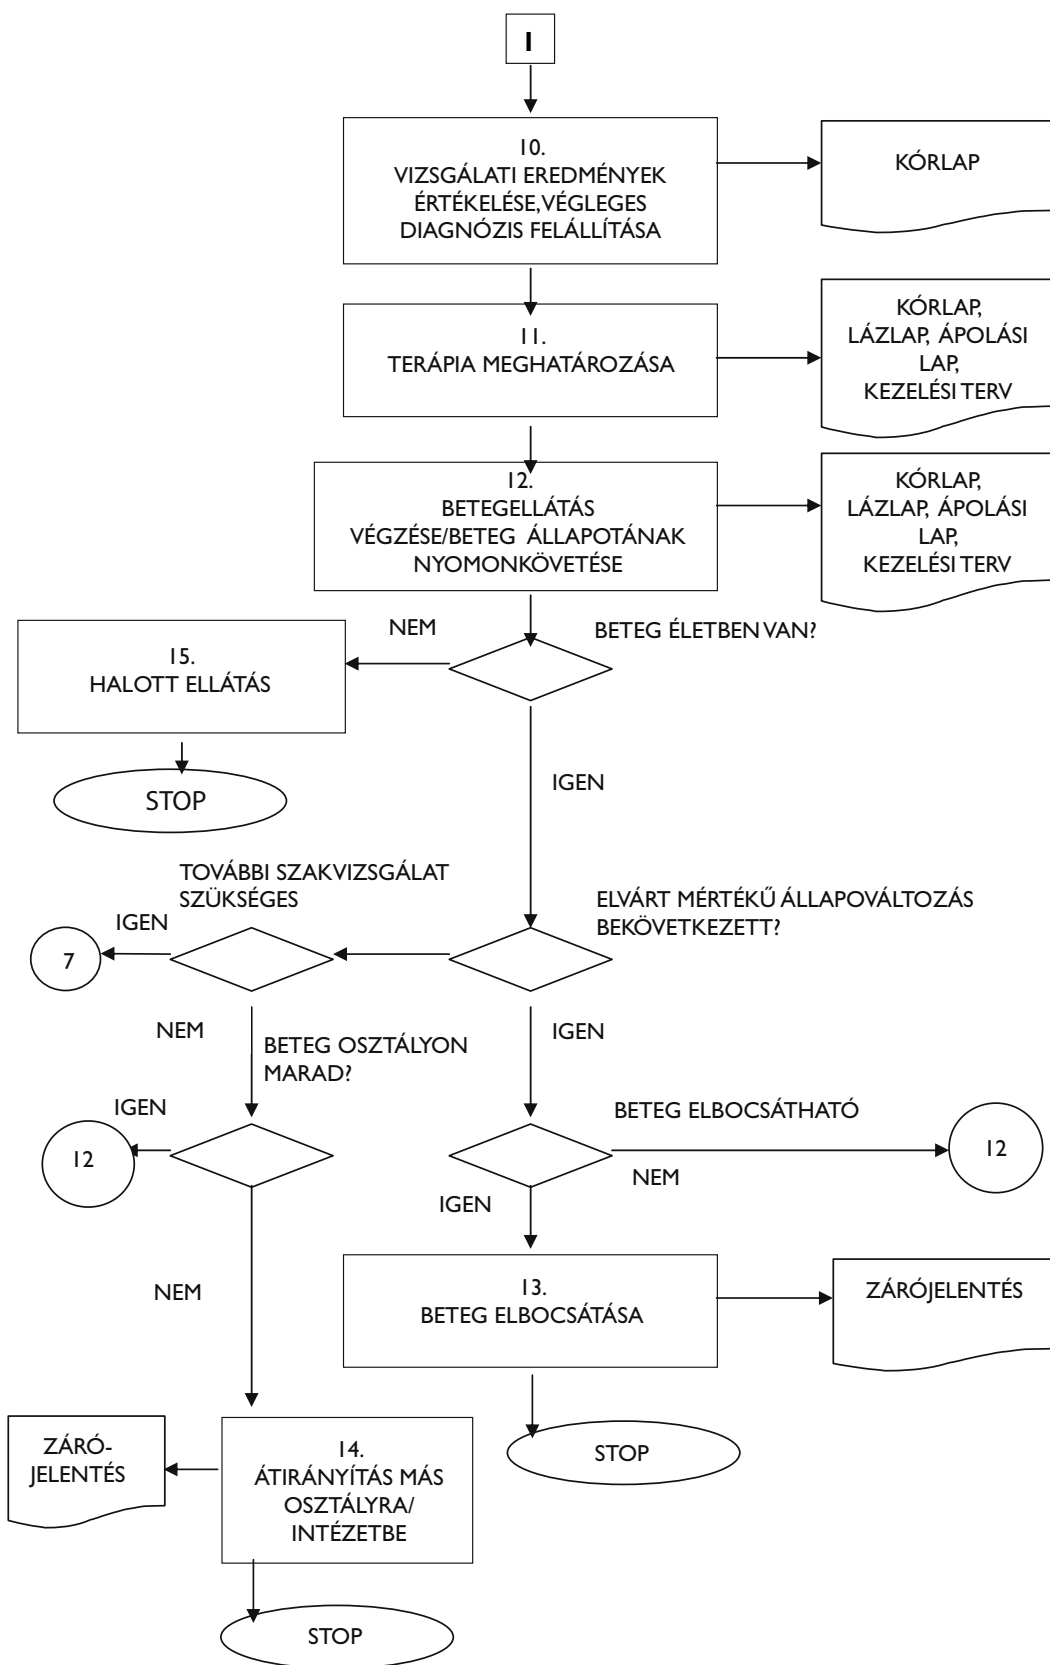 1
10.
VIZSGÁLATI EREDMÉNYEK
ÉRTÉKELÉSE, VÉGLEGES
DIAGNÓZIS FELÁLLÍTÁSA
KÓRLAP
11.
TERÁPIA MEGHATÁROZÁSA
KÓRLAP,
LÁZLAP, ÁPOLÁSI
LAP,
KEZELÉSI TERV
12.
BETEGELLÁTÁS
VÉGZÉSE/BETEG ÁLLAPOTÁNAK
NYOMONKÖVETÉSE
KÓRLAP,
LÁZLAP, ÁPOLÁSI
LAP,
KEZELÉSI TERV
NEM
BETEG ÉLETBEN VAN?
15.
HALOTT ELLÁTÁS
STOP
IGEN
TOVÁBBI SZAKVIZSGÁLAT
SZÜKSÉGES
ELVÁRT MÉRTÉKŰ ÁLLAPOVÁLTOZÁS
BEKÖVETKEZETT?
IGEN
7
NEM
IGEN
BETEG OSZTÁLYON
MARAD?
IGEN
12
BETEG ELBOCSÁTHATÓ
12
NEM
IGEN
NEM
13.
BETEG ELBOCSÁTÁSA
ZÁRÓJELENTÉS
ZÁRÓ-
JELENTÉS
14.
ÁTIRÁNYÍTÁS MÁS
OSZTÁLYRA/
INTÉZETBE
STOP
STOP